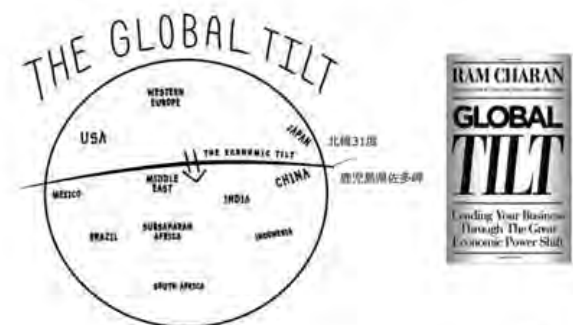 THE GLOBAL TILT
WESTERN
EUROPE
USA
JAPAN
北緯31度
THE ECONOMIC TILT
鹿児島県佐多岬
MEXICO
MIDDLE
EAST
INDIA
CHINA
BRAZIL
SUBSAHARAN
AFRICA
INDONESIA
SOUTH AFRICA
RAM CHARAN
GLOBAL
TILT
Leading Your Business
Through The Great
Economic Power Shift